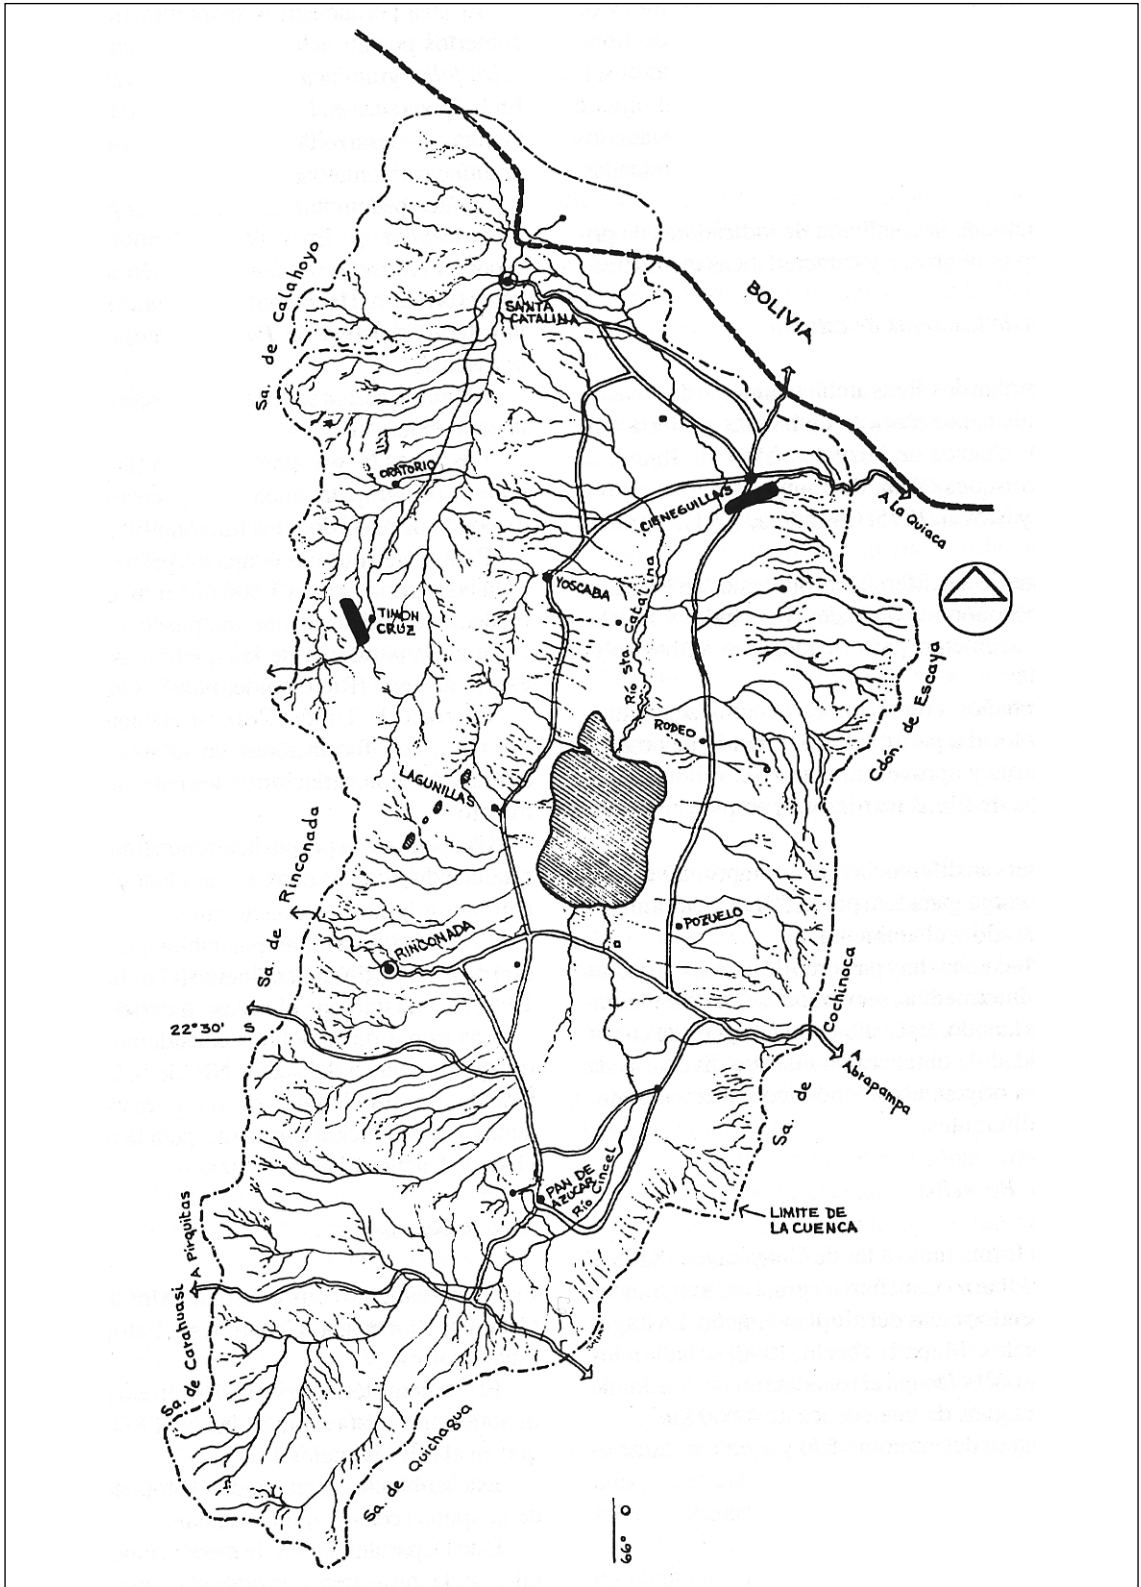 BOLIVIA
Sa. de Calahoyo
SANTA
CATALINA
ORATORIO
CIENEGUILLAS
A la Quiaca
YOSCABA
Río Sta. Catalina
TIMON
CRUZ
Cdón de Escaya
RODEO
LAGUNILLAS
Sa. de Rinconada
POZUELO
RINCONADA
22°30' S
Sa. de Cochinoca
A
Abrapampa
PAN DE
AZUCAR
Río Cincel
LIMITE DE
LA CUENCA
A Pirquitas
Sa. de Carahuasi
Sa. de Quichagua
66° O